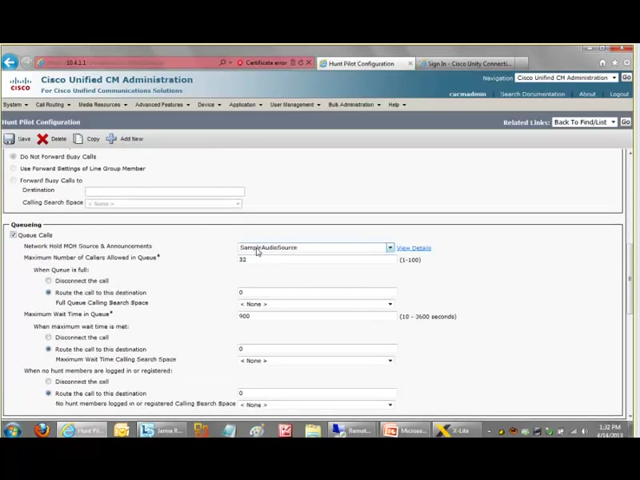 10.4.1.1
Certificate error
Hunt Pilot Configuration
Sign In - Cisco Unity Connecti...
CISCO
Cisco Unified CM Administration
For Cisco Unified Communications Solutions
Navigation Cisco Unified CM Administration Go
cucmadmin Search Documentation About Logout
System Call Routing Media Resources Advanced Features Device Application User Management Bulk Administration Help
Hunt Pilot Configuration
Related Links: Back To Find/List Go
Save Delete Copy Add New
Do Not Forward Busy Calls
Use Forward Settings of Line Group Member
Forward Busy Calls to
Destination
Calling Search Space < None >
Queuing
Queue Calls
Network Hold MOH Source & Announcements SampleAudioSource View Details
Maximum Number of Callers Allowed in Queue* 32 (1-100)
When Queue is full:
Disconnect the call
Route the call to this destination 0
Full Queue Calling Search Space < None >
Maximum Wait Time in Queue* 900 (10 - 3600 seconds)
When maximum wait time is met:
Disconnect the call
Route the call to this destination 0
Maximum Wait Time Calling Search Space < None >
When no hunt members are logged in or registered:
Disconnect the call
Route the call to this destination 0
No hunt members logged in or registered Calling Search Space < None >
Hunt Pil... Janna R... Remot... Microso... X-Lite 1:32 PM
4/14/2013